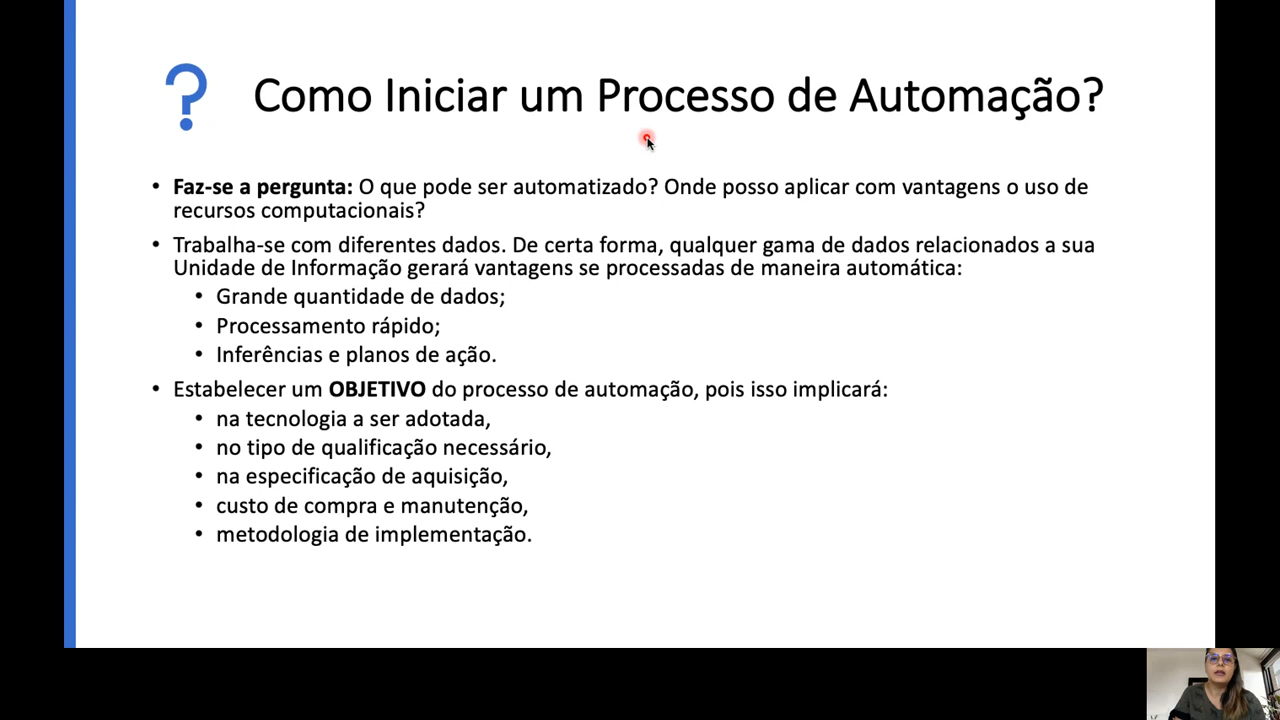 ? Como Iniciar um Processo de Automação?
• Faz-se a pergunta: O que pode ser automatizado? Onde posso aplicar com vantagens o uso de
recursos computacionais?
• Trabalha-se com diferentes dados. De certa forma, qualquer gama de dados relacionados a sua
Unidade de Informação gerará vantagens se processadas de maneira automática:
• Grande quantidade de dados;
• Processamento rápido;
• Inferências e planos de ação.
• Estabelecer um OBJETIVO do processo de automação, pois isso implicará:
• na tecnologia a ser adotada,
• no tipo de qualificação necessário,
• na especificação de aquisição,
• custo de compra e manutenção,
• metodologia de implementação.